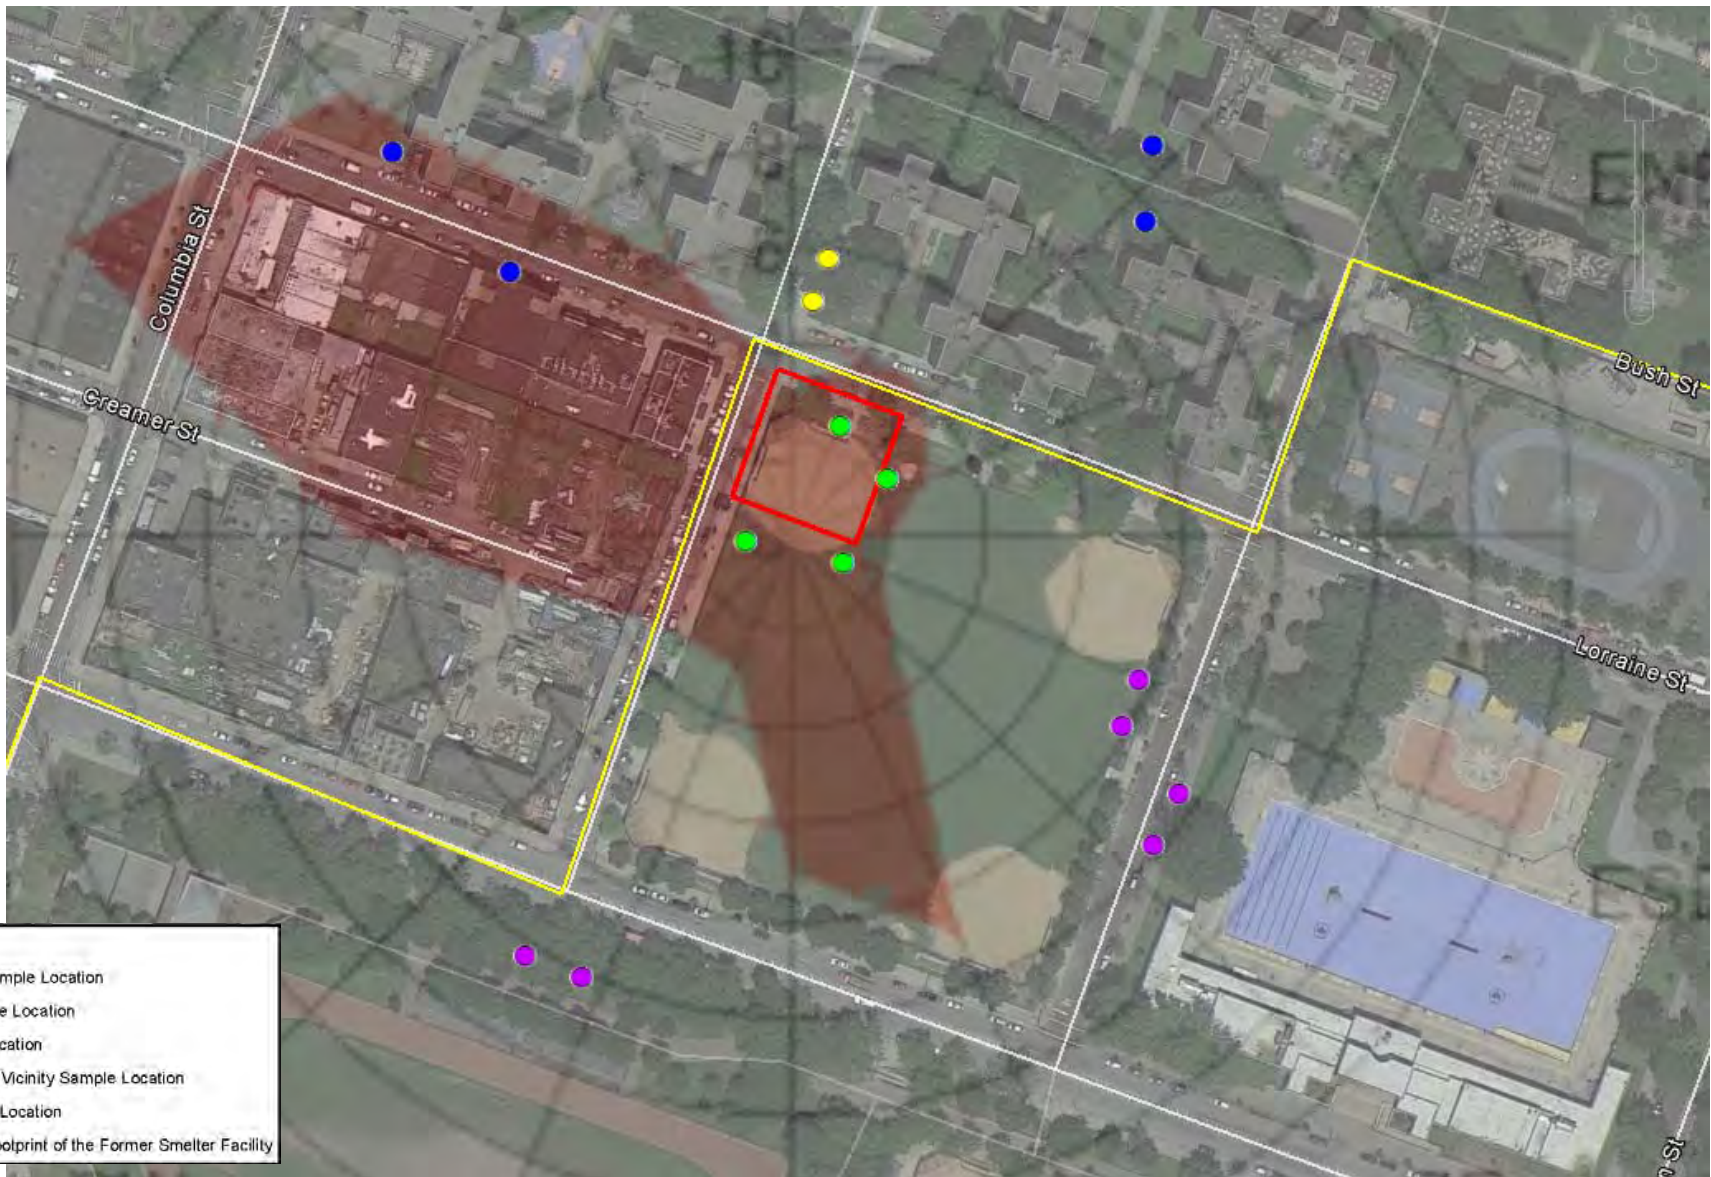 Columbia St
Creamer St
Bush St
Lorraine St
mple Location
e Location
cation
Vicinity Sample Location
Location
otprint of the Former Smelter Facility
n St